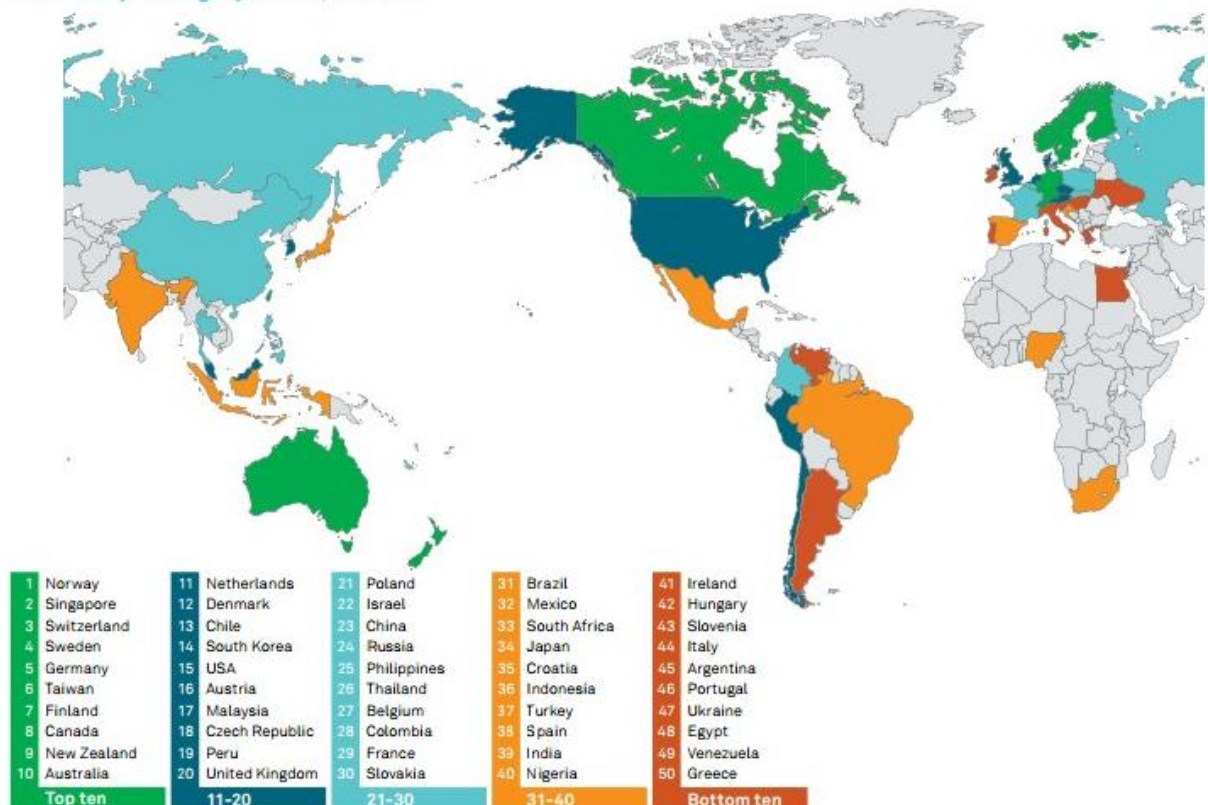 1 Norway
2 Singapore
3 Switzerland
4 Sweden
5 Germany
6 Taiwan
7 Finland
8 Canada
9 New Zealand
10 Australia
Top ten
11 Netherlands
12 Denmark
13 Chile
14 South Korea
15 USA
16 Austria
17 Malaysia
18 Czech Republic
19 Peru
20 United Kingdom
11-20
21 Poland
22 Israel
23 China
24 Russia
25 Philippines
26 Thailand
27 Belgium
28 Colombia
29 France
30 Slovakia
21-30
31 Brazil
32 Mexico
33 South Africa
34 Japan
35 Croatia
36 Indonesia
37 Turkey
38 Spain
39 India
40 Nigeria
31-40
41 Ireland
42 Hungary
43 Slovenia
44 Italy
45 Argentina
46 Portugal
47 Ukraine
48 Egypt
49 Venezuela
50 Greece
Bottom ten